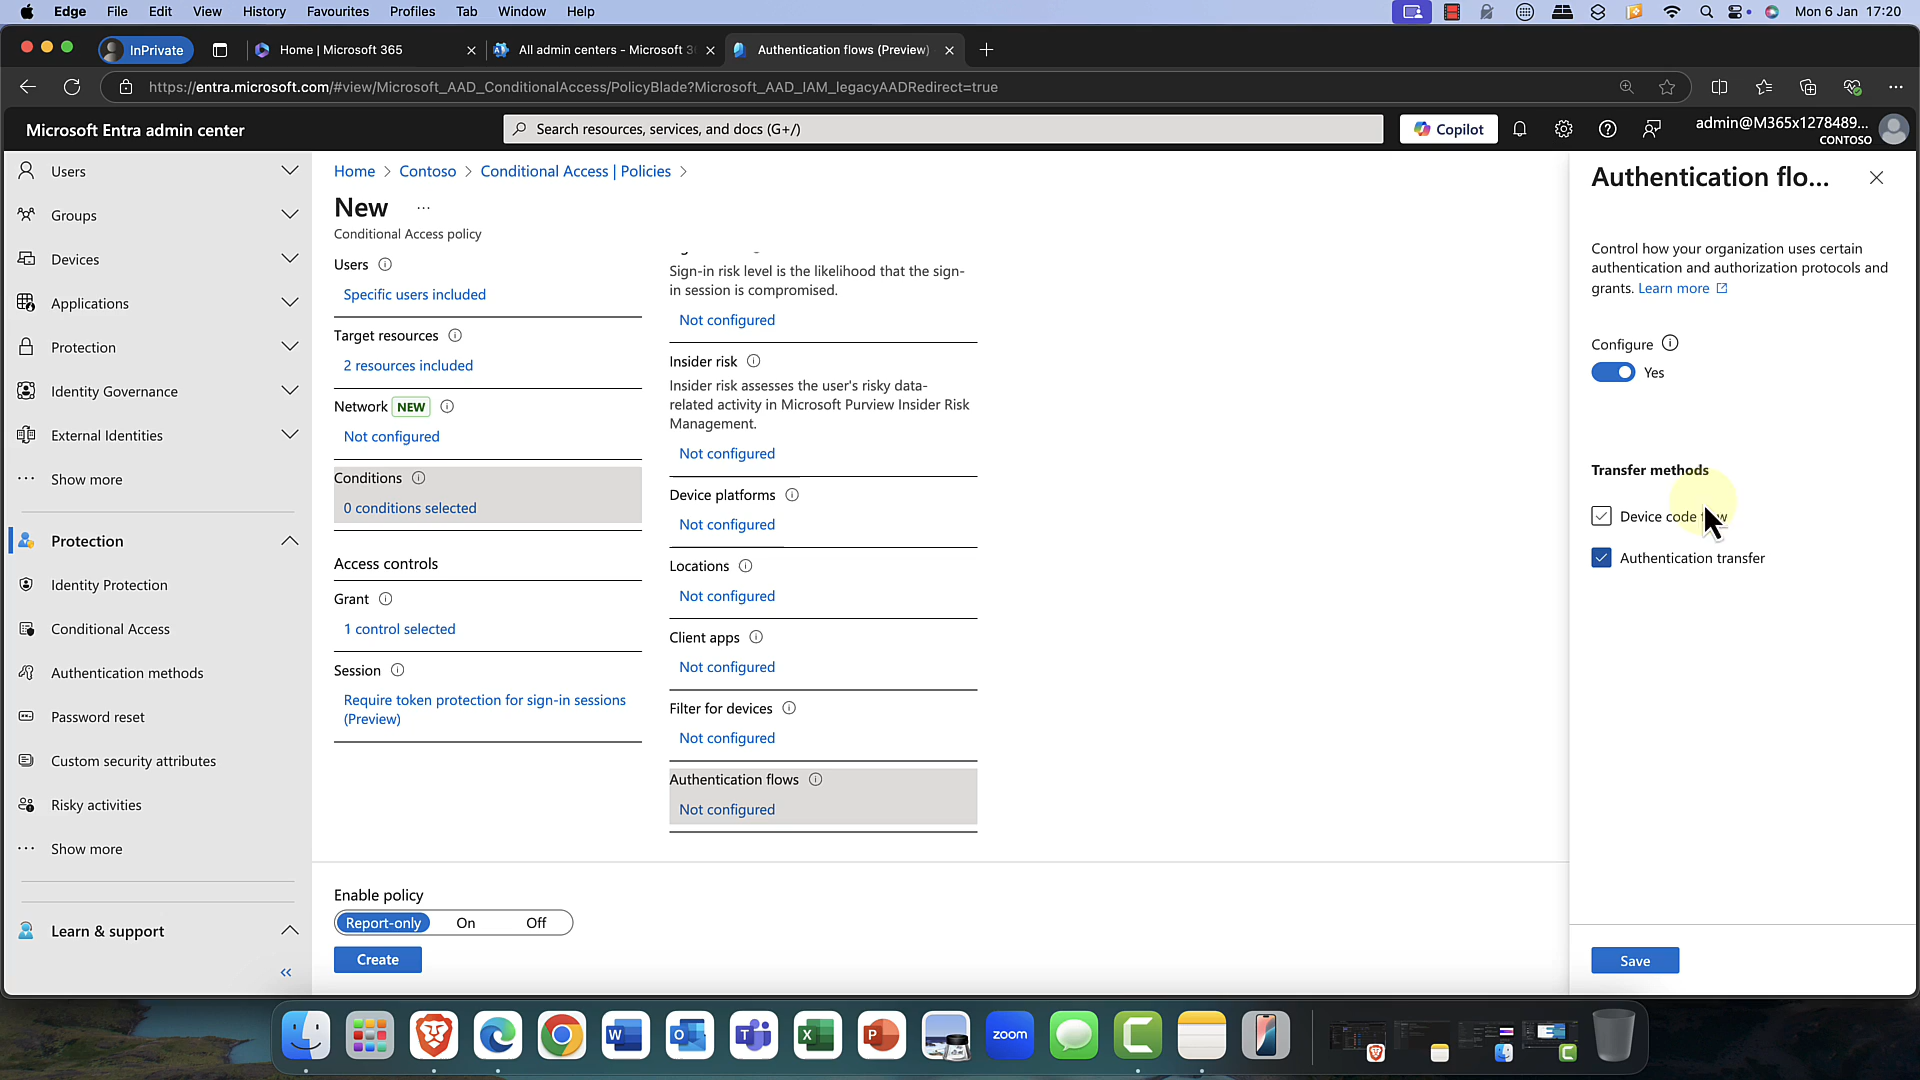 Edge File Edit View History Favourites Profiles Tab Window Help Mon 6 Jan 17:20
InPrivate Home | Microsoft 365 All admin centers - Microsoft 3 Authentication flows (Preview)
https://entra.microsoft.com/#view/Microsoft_AAD_ConditionalAccess/PolicyBlade?Microsoft_AAD_IAM_legacyAADRedirect=true
Microsoft Entra admin center
Search resources, services, and docs (G+/)
Copilot
admin@M365x1278489...
CONTOSO
Users
Groups
Devices
Applications
Protection
Identity Governance
External Identities
Show more
Protection
Identity Protection
Conditional Access
Authentication methods
Password reset
Custom security attributes
Risky activities
Show more
Learn & support
Home > Contoso > Conditional Access | Policies >
New ...
Conditional Access policy
Users
Specific users included
Target resources
2 resources included
Network NEW
Not configured
Conditions
0 conditions selected
Access controls
Grant
1 control selected
Session
Require token protection for sign-in sessions
(Preview)
Sign-in risk level is the likelihood that the sign-
in session is compromised.
Not configured
Insider risk
Insider risk assesses the user's risky data-
related activity in Microsoft Purview Insider Risk
Management.
Not configured
Device platforms
Not configured
Locations
Not configured
Client apps
Not configured
Filter for devices
Not configured
Authentication flows
Not configured
Enable policy
Report-only On Off
Create
Authentication flo...
Control how your organization uses certain
authentication and authorization protocols and
grants. Learn more
Configure
Yes
Transfer methods
Device code
Authentication transfer
Save
zoom